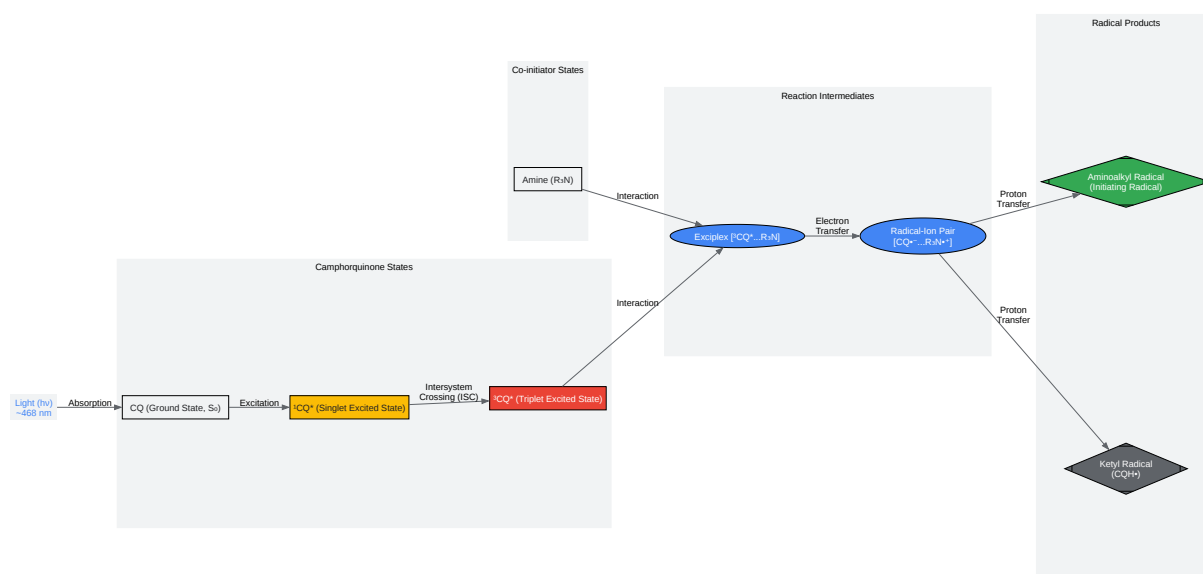 Radical Products
Co-initiator States
Reaction Intermediates
Amine (R₃N)
Interaction
Exciplex [³CQ*...R₃N]
Electron
Transfer
Radical-Ion Pair
[CQ•⁻...R₃N•⁺]
Proton
Transfer
Aminoalkyl Radical
(Initiating Radical)
Camphorquinone States
Interaction
Proton
Transfer
Light (hν)
~468 nm
Absorption
CQ (Ground State, S₀)
Excitation
¹CQ* (Singlet Excited State)
Intersystem
Crossing (ISC)
³CQ* (Triplet Excited State)
Ketyl Radical
(CQH•)